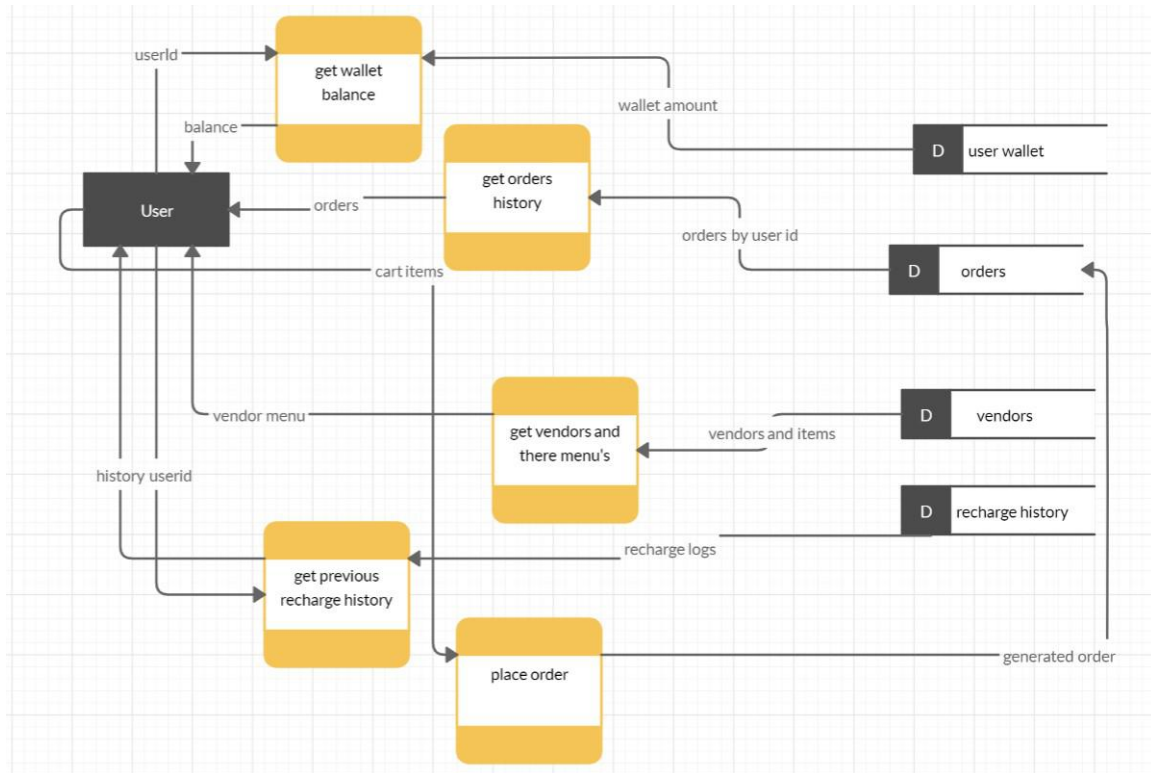 userId
get wallet
balance
wallet amount
balance
D user wallet
get orders
history
User
orders
orders by user id
cart items
D orders
vendor menu
get vendors and
there menu's
vendors and items
D vendors
history userid
D recharge history
recharge logs
get previous
recharge history
generated order
place order